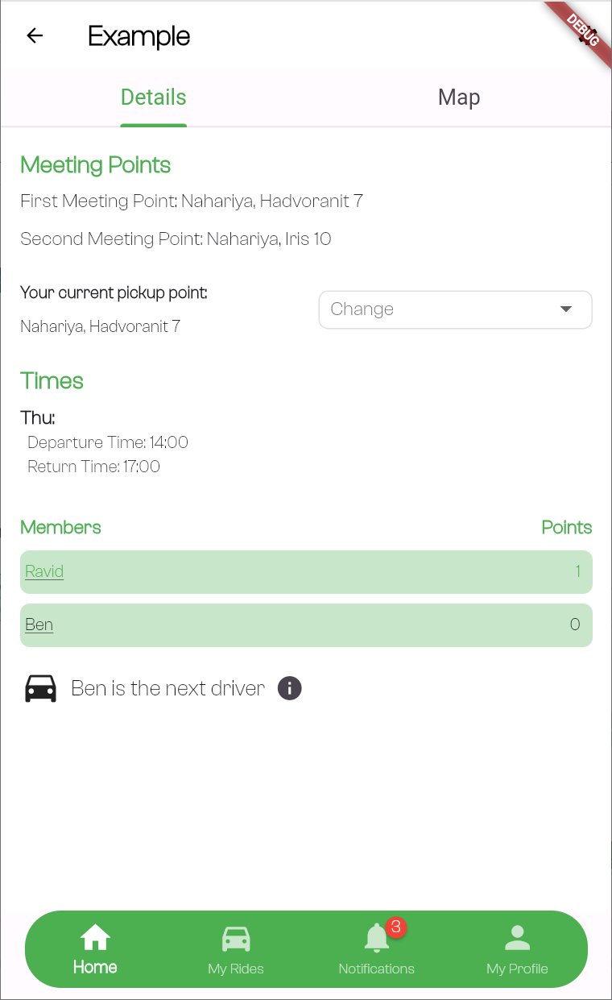 Example
DEBUG
Details
Map
Meeting Points
First Meeting Point: Nahariya, Hadvoranit 7
Second Meeting Point: Nahariya, Iris 10
Your current pickup point:
Nahariya, Hadvoranit 7
Change
Times
Thu:
Departure Time: 14:00
Return Time: 17:00
Members Points
Ravid 1
Ben 0
Ben is the next driver
3
Home My Rides Notifications My Profile